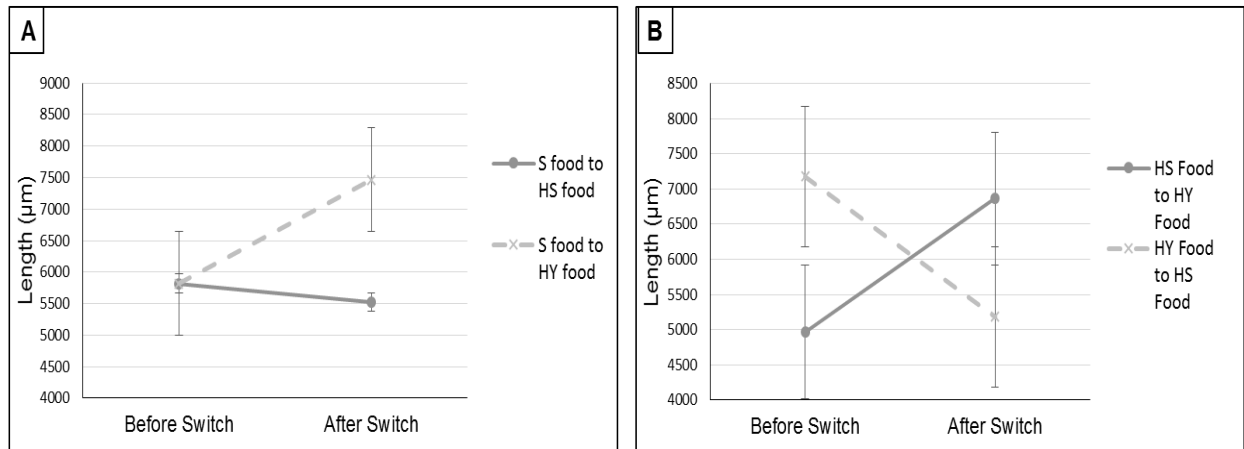 A
9000
8500
8000
7500
7000
6500
6000
5500
5000
4500
4000
Length (µm)
Before Switch
After Switch
S food to
HS food
S food to
HY food
B
8500
8000
7500
7000
6500
6000
5500
5000
4500
4000
Length (µm)
Before Switch
After Switch
HS Food
to HY
Food
HY Food
to HS
Food